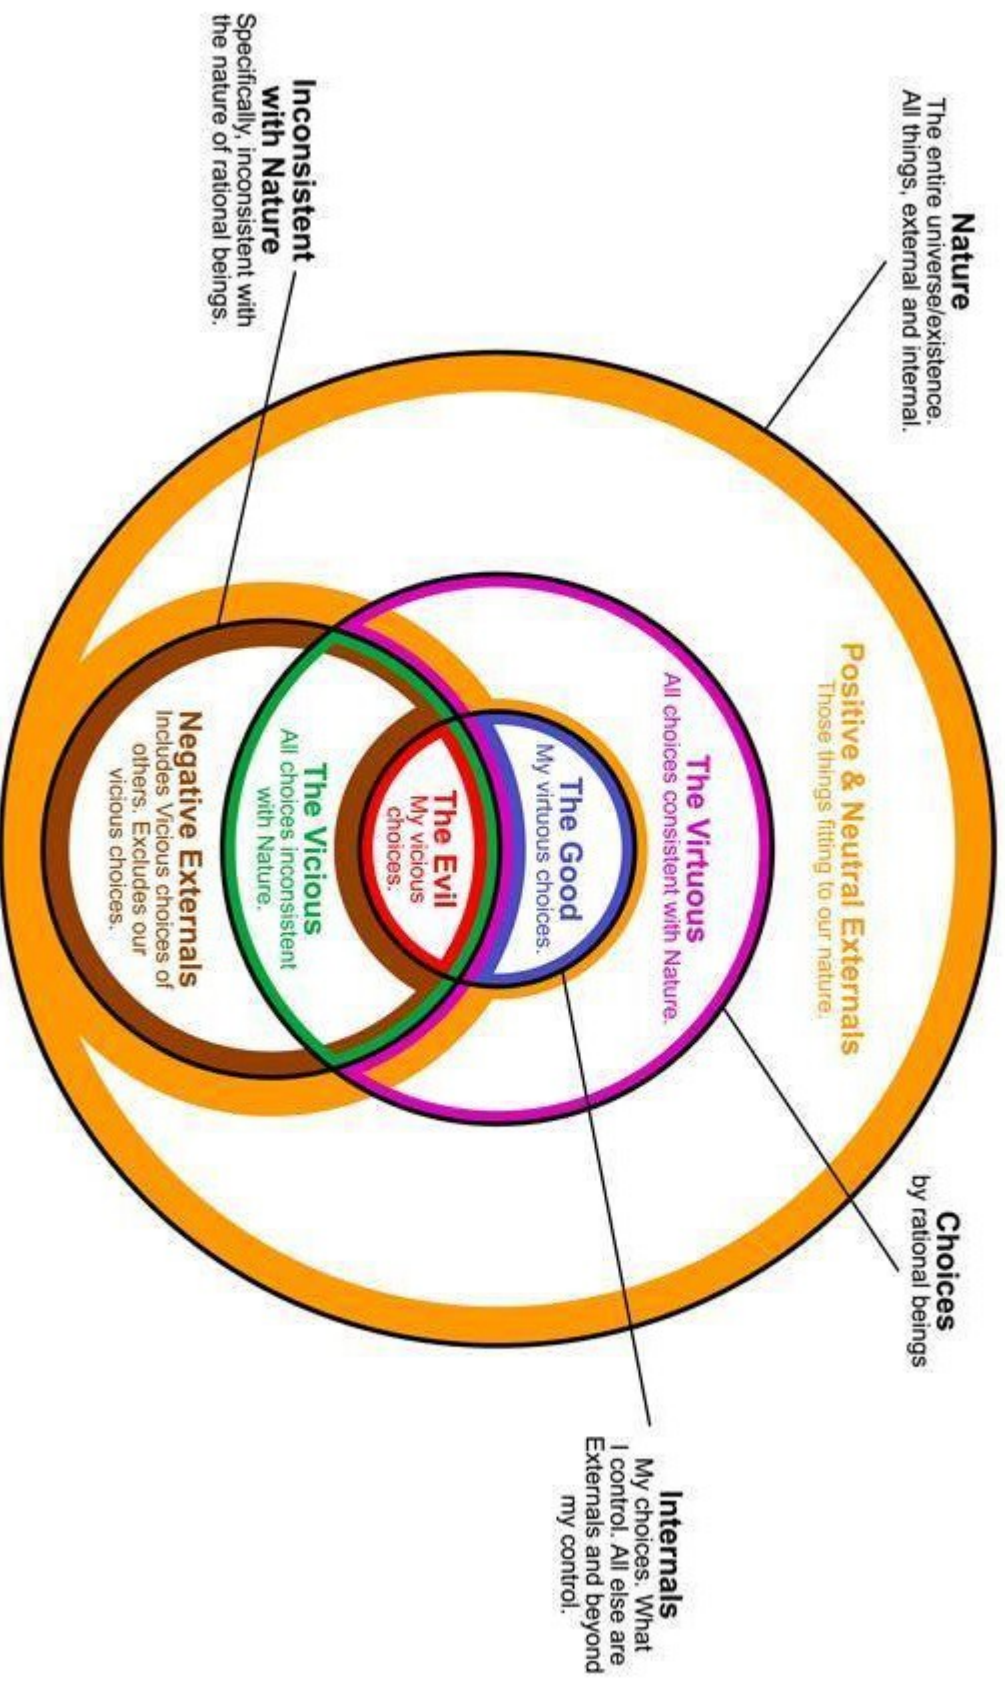 Nature
The entire universe/existence.
All things, external and internal.
Choices
by rational beings
Positive & Neutral Externals
Those things fitting to our nature.
The Virtuous
All choices consistent with Nature.
Internals
My choices. What
I control. All else are
Externals and beyond
my control.
The Good
My virtuous choices.
The Evil
My vicious
choices.
The Vicious
All choices inconsistent
with Nature.
Inconsistent
with Nature
Specifically, inconsistent with
the nature of rational beings.
Negative Externals
Includes Vicious choices of
others. Excludes our
vicious choices.